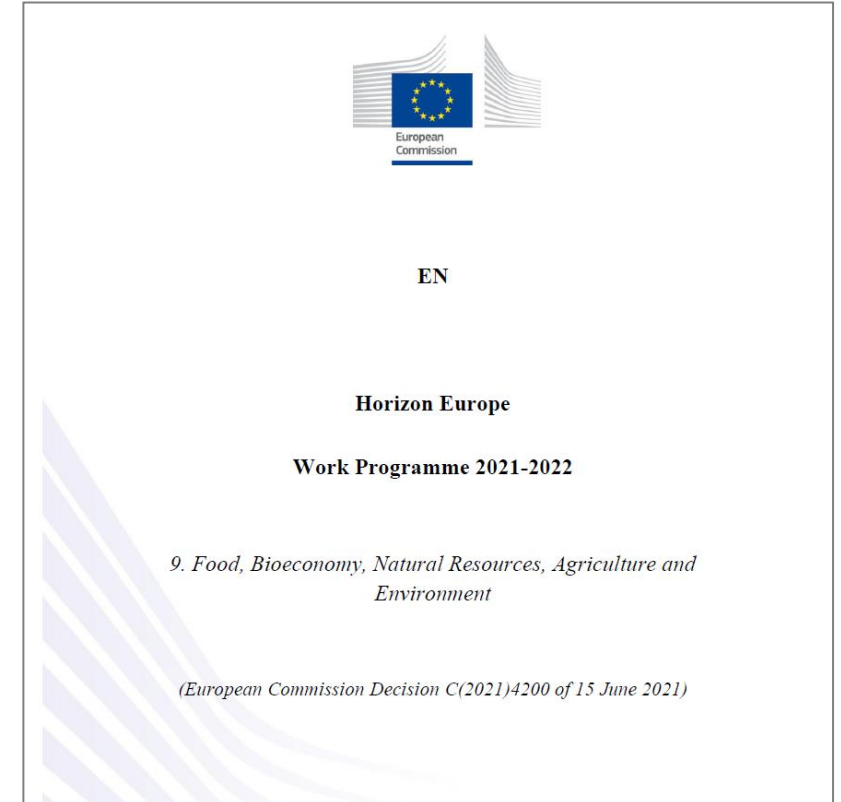 European
Commission
EN
Horizon Europe
Work Programme 2021-2022
9. Food, Bioeconomy, Natural Resources, Agriculture and
Environment
(European Commission Decision C(2021)4200 of 15 June 2021)